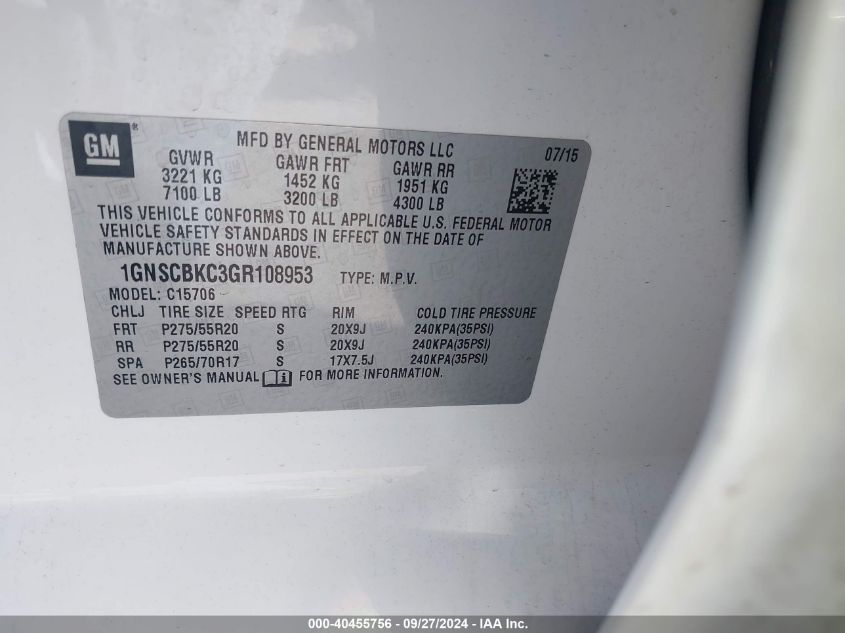 GM®
MFD BY GENERAL MOTORS LLC 07/15
GVWR GAWR FRT GAWR RR
3221 KG 1452 KG 1951 KG
7100 LB 3200 LB 4300 LB
THIS VEHICLE CONFORMS TO ALL APPLICABLE U.S. FEDERAL MOTOR
VEHICLE SAFETY STANDARDS IN EFFECT ON THE DATE OF
MANUFACTURE SHOWN ABOVE.
1GNSCBKC3GR108953 TYPE: M.P.V.
MODEL: C15706
CHLJ TIRE SIZE SPEED RTG RIM COLD TIRE PRESSURE
FRT P275/55R20 S 20X9J 240KPA(35PSI)
RR P275/55R20 S 20X9J 240KPA(35PSI)
SPA P265/70R17 S 17X7.5J 240KPA(35PSI)
SEE OWNER'S MANUAL FOR MORE INFORMATION.
000-40455756 - 09/27/2024 - IAA Inc.